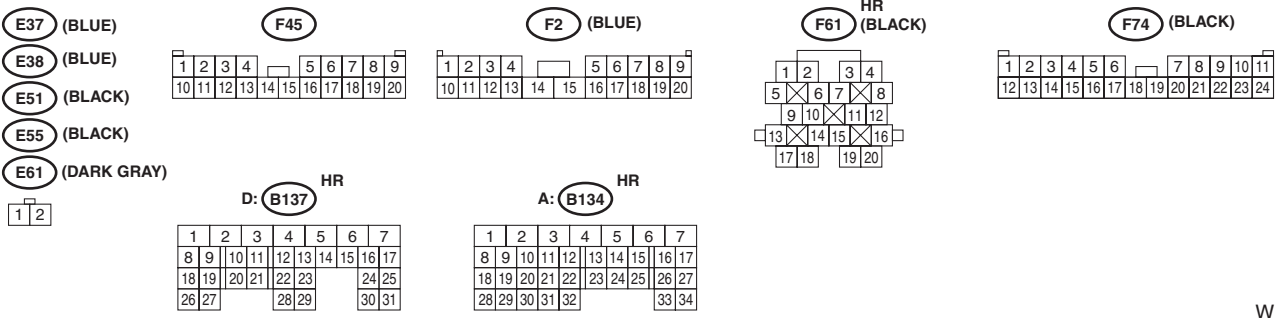 E37 (BLUE)
E38 (BLUE)
E51 (BLACK)
E55 (BLACK)
E61 (DARK GRAY)
1 2
F45
1 2 3 4 5 6 7 8 9
10 11 12 13 14 15 16 17 18 19 20
F2 (BLUE)
1 2 3 4 5 6 7 8 9
10 11 12 13 14 15 16 17 18 19 20
HR
F61 (BLACK)
1 2 3 4
5 6 7 8
9 10 11 12
13 14 15 16
17 18 19 20
F74 (BLACK)
1 2 3 4 5 6 7 8 9 10 11
12 13 14 15 16 17 18 19 20 21 22 23 24
HR
D: B137
1 2 3 4 5 6 7
8 9 10 11 12 13 14 15 16 17
18 19 20 21 22 23 24 25
26 27 28 29 30 31
HR
A: B134
1 2 3 4 5 6 7
8 9 10 11 12 13 14 15 16 17
18 19 20 21 22 23 24 25 26 27
28 29 30 31 32 33 34
W